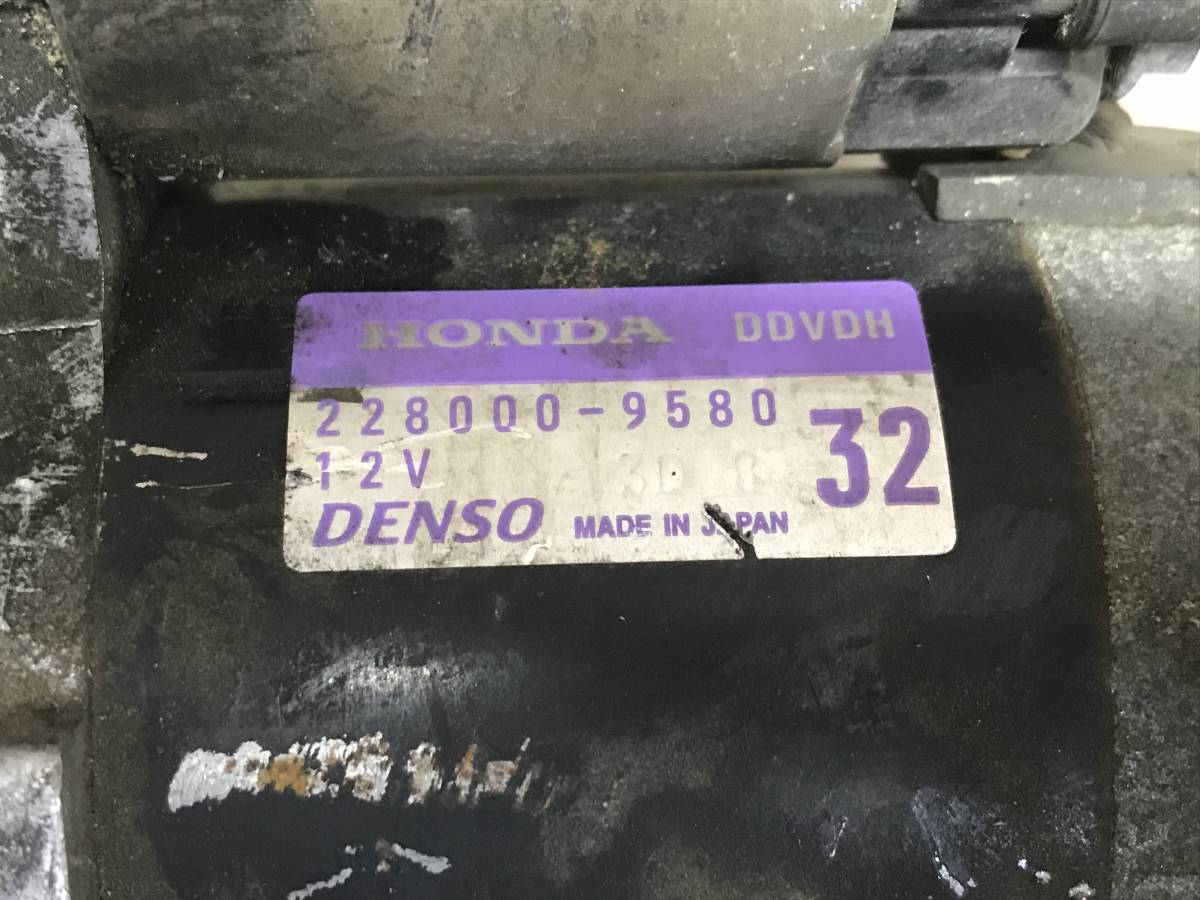 HONDA DDVDH
228000-9580
12V
32
DENSO MADE IN JAPAN